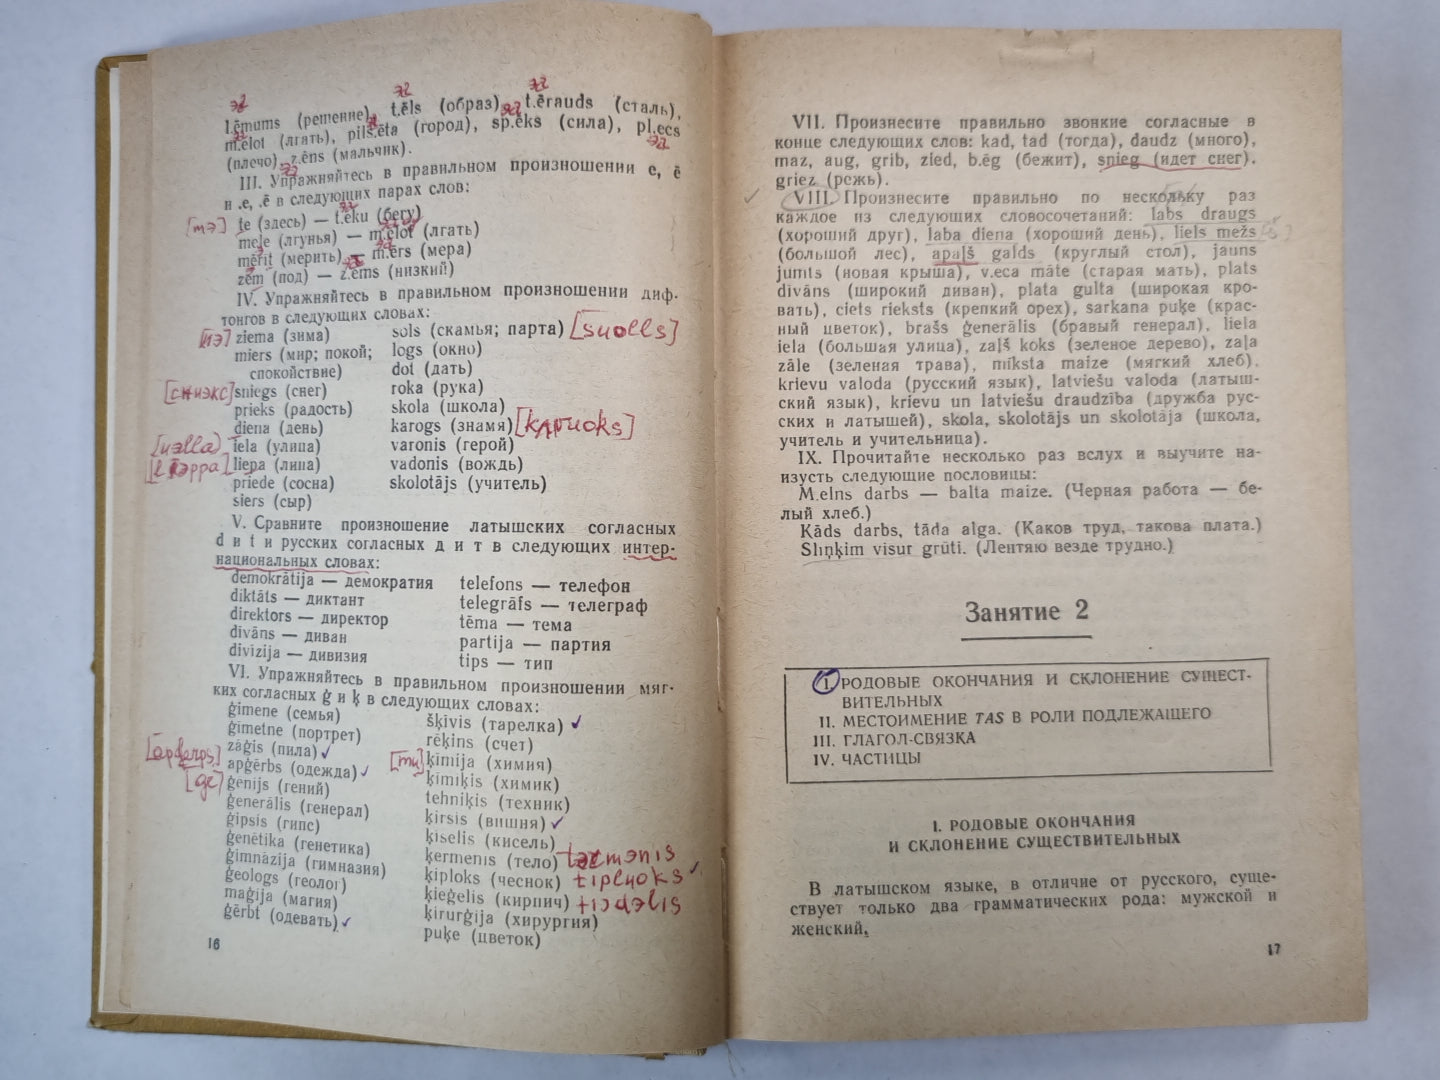 l.ēmums (решение), t.ēls (образ), t.ērauds (сталь),
m.elot (лгать), pils.ēta (город), sp.ēks (сила), pl.ecs
(плечо), z.ēns (мальчик).
III. Упражняйтесь в правильном произношении e, ē
и .e, .ē в следующих парах слов:
[тэ] te (здесь) — t.ēku (бегу)
mele (лгунья) — m.elot (лгать)
mērīt (мерить) — m.ērs (мера)
zem (под) — z.ems (низкий)
IV. Упражняйтесь в правильном произношении диф-
тонгов в следующих словах:
[иэ] ziema (зима)
miers (мир; покой;
спокойствие)
[сниэкс] sniegs (снег)
prieks (радость)
diena (день)
[иэlla) iela (улица)
liepa (липа)
priede (сосна)
siers (сыр)
sols (скамья; парта) [suolls]
logs (окно)
dot (дать)
roka (рука)
skola (школа)
karogs (знамя)
varonis (герой)
vadonis (вождь)
skolotājs (учитель)
V. Сравните произношение латышских согласных
d и t и русских согласных д и т в следующих интер-
национальных словах:
demokrātija — демократия
diktāts — диктант
direktors — директор
dīvāns — диван
divīzija — дивизия
telefons — телефон
telegrāfs — телеграф
tēma — тема
partija — партия
tips — тип
VI. Упражняйтесь в правильном произношении мяг-
ких согласных ģ и ķ в следующих словах:
ģimene (семья)
ģimetne (портрет)
zāģis (пила)
apģērbs (одежда)
ģēnijs (гений)
ģenerālis (генерал)
ģipsis (гипс)
ģenētika (генетика)
ģimnāzija (гимназия)
ģeologs (геолог)
maģija (магия)
ģērbt (одевать)
šķīvis (тарелка)
rēķins (счет)
[ти] ķīmija (химия)
ķīmiķis (химик)
tehniķis (техник)
ķirsis (вишня)
ķīselis (кисель)
ķermenis (тело)
ķiploks (чеснок) tipluoks
ķieģelis (кирпич)
ķirurģija (хирургия)
puķe (цветок)
16
VII. Произнесите правильно звонкие согласные в
конце следующих слов: kad, tad (тогда), daudz (много),
maz, aug, grib, zied, b.ēg (бежит), snieg (идет снег),
griez (режь).
VIII. Произнесите правильно по нескольку раз
каждое из следующих словосочетаний: labs draugs
(хороший друг), laba diena (хороший день), liels mežs
(большой лес), apaļš galds (круглый стол), jauns
jumts (новая крыша), v.eca māte (старая мать), plats
dīvāns (широкий диван), plata gulta (широкая кро-
вать), ciets rieksts (крепкий орех), sarkana puķe (крас-
ный цветок), brašs ģenerālis (бравый генерал), liela
iela (большая улица), zaļš koks (зеленое дерево), zaļa
zāle (зеленая трава), mīksta maize (мягкий хлеб),
krievu valoda (русский язык), latviešu valoda (латыш-
ский язык), krievu un latviešu draudzība (дружба рус-
ских и латышей), skola, skolotājs un skolotāja (школа,
учитель и учительница).
IX. Прочитайте несколько раз вслух и выучите на-
изусть следующие пословицы:
M.elns darbs — balta maize. (Черная работа — бе-
лый хлеб.)
Kāds darbs, tāda alga. (Каков труд, такова плата.)
Sliņķim visur grūti. (Лентяю везде трудно.)
Занятие 2
I. РОДОВЫЕ ОКОНЧАНИЯ И СКЛОНЕНИЕ СУЩЕСТ-
ВИТЕЛЬНЫХ
II. МЕСТОИМЕНИЕ TAS В РОЛИ ПОДЛЕЖАЩЕГО
III. ГЛАГОЛ-СВЯЗКА
IV. ЧАСТИЦЫ
I. РОДОВЫЕ ОКОНЧАНИЯ
И СКЛОНЕНИЕ СУЩЕСТВИТЕЛЬНЫХ
В латышском языке, в отличие от русского, суще-
ствует только два грамматических рода: мужской и
женский.
17